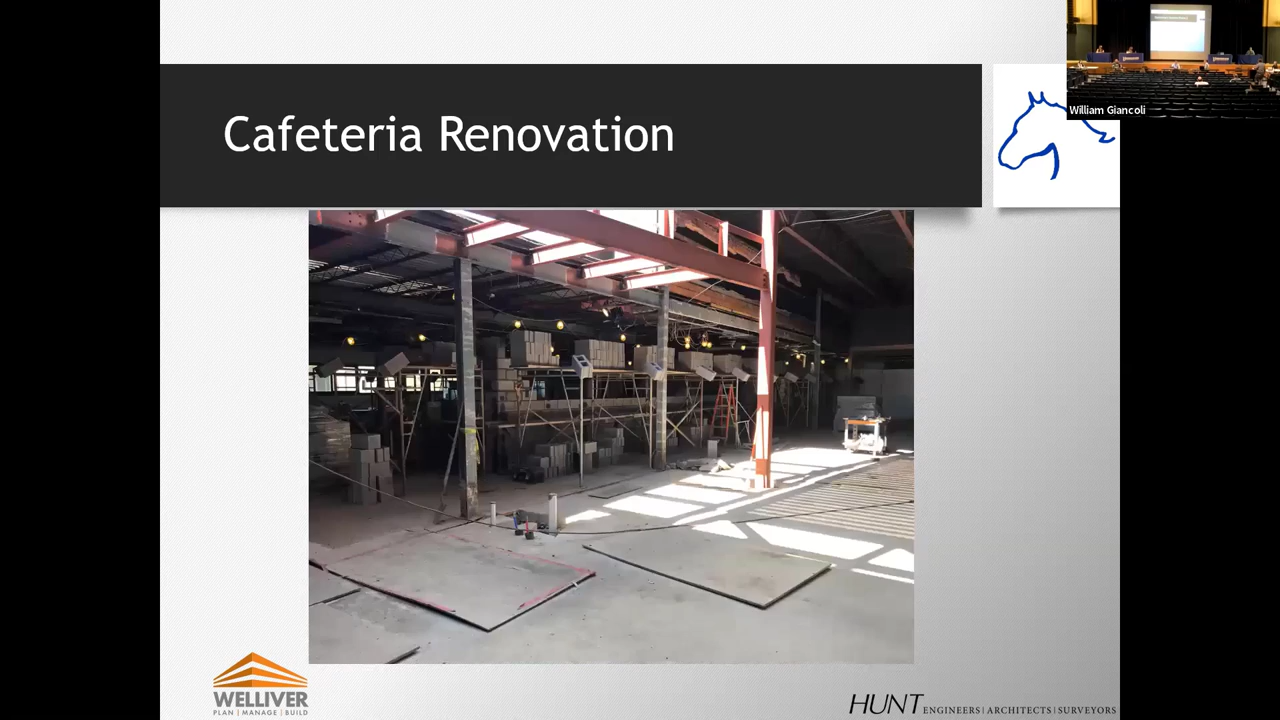 Cafeteria Renovation
William Giancoli
WELLIVER
PLAN | MANAGE | BUILD
HUNT ENGINEERS | ARCHITECTS | SURVEYORS